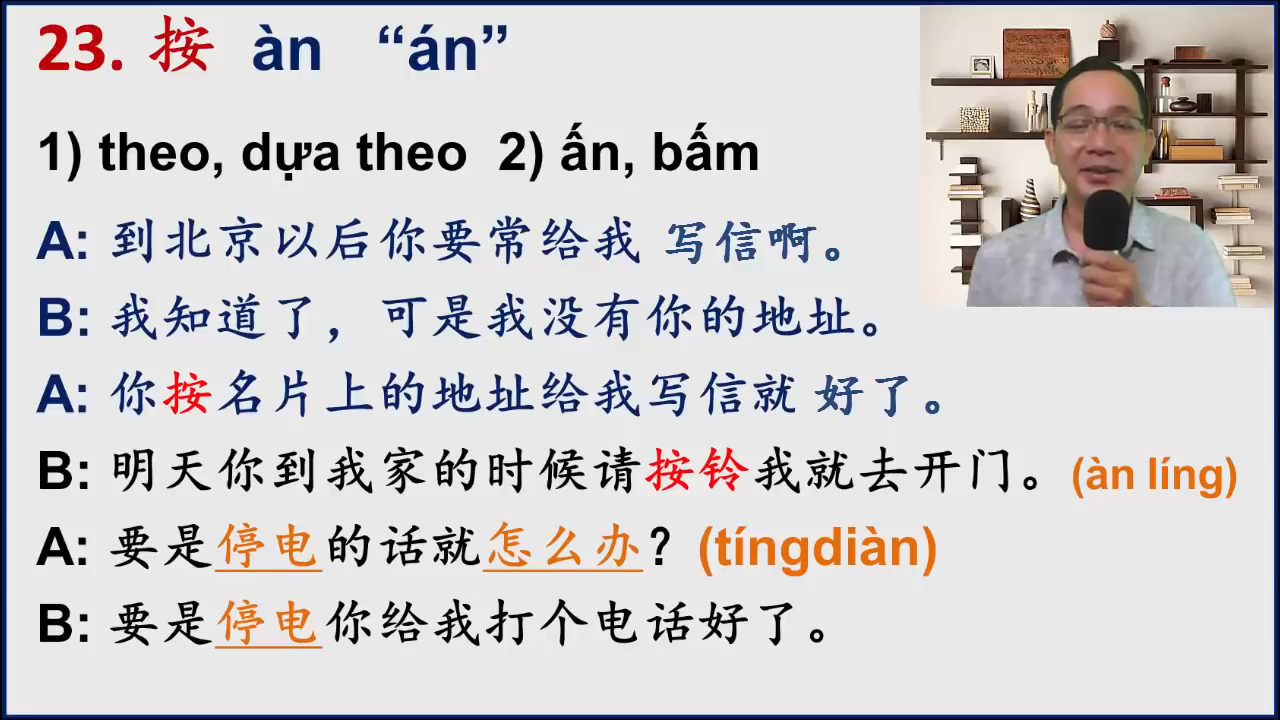 23. 按 àn “án”
1) theo, dựa theo 2) ấn, bấm
A: 到北京以后你要常给我 写信啊。
B: 我知道了，可是我没有你的地址。
A: 你按名片上的地址给我写信就 好了。
B: 明天你到我家的时候请按铃我就去开门。(àn líng)
A: 要是停电的话就怎么办？(tíngdiàn)
B: 要是停电你给我打个电话好了。